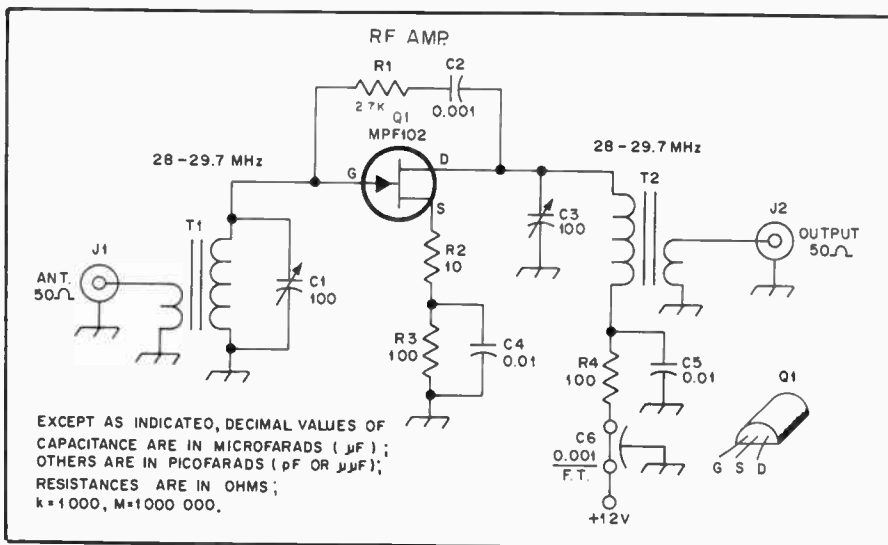 RF AMP.
R1
2.7K
C2
0.001
Q1
MPF102
28-29.7 MHz
28-29.7 MHz
G
D
S
T1
T2
J1
J2
ANT.
50Ω
OUTPUT
50Ω
C1
100
C3
100
R2
10
R3
100
C4
0.01
R4
100
C5
0.01
Q1
G S D
C6
0.001
F.T.
+12V
EXCEPT AS INDICATED, DECIMAL VALUES OF
CAPACITANCE ARE IN MICROFARADS (µF);
OTHERS ARE IN PICOFARADS (pF OR µµF);
RESISTANCES ARE IN OHMS;
k=1000, M=1000 000.